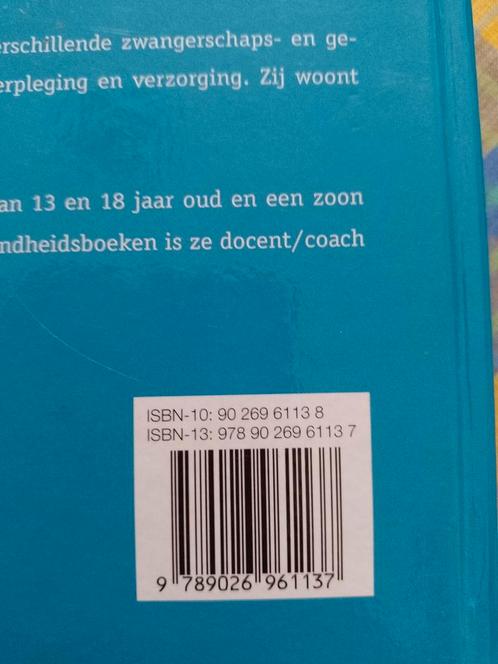 erschillende zwangerschaps- en ge-
erpleging en verzorging. Zij woont
an 13 en 18 jaar oud en een zoon
ndheidsboeken is ze docent/coach
ISBN-10: 90 269 6113 8
ISBN-13: 978 90 269 6113 7
9 789026 961137